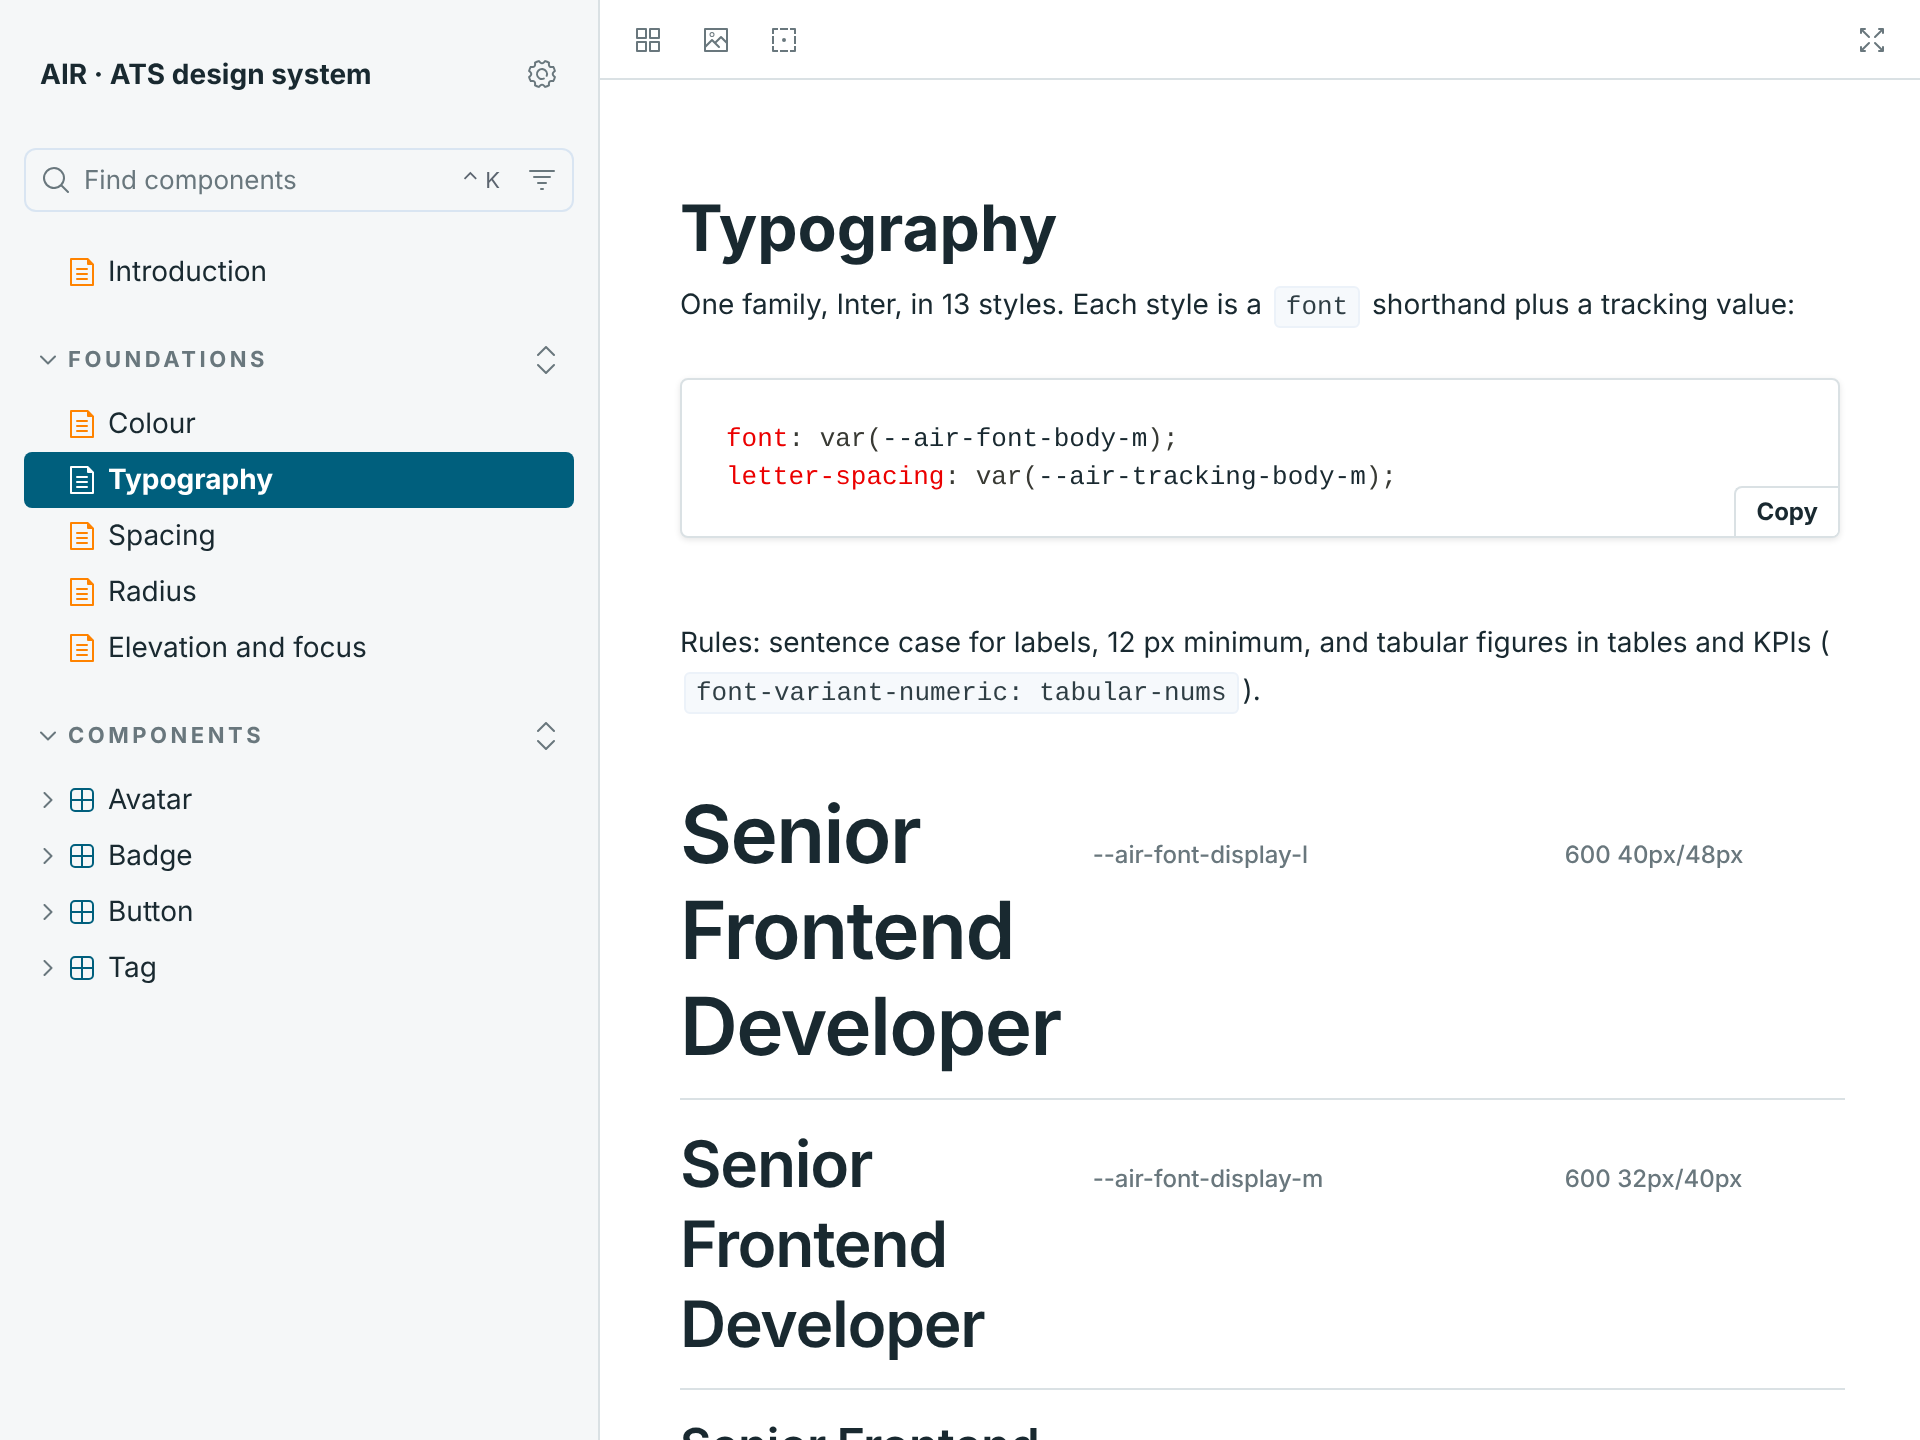 AIR · ATS design system
Find components
^ K
Introduction
FOUNDATIONS
Colour
Typography
Spacing
Radius
Elevation and focus
COMPONENTS
Avatar
Badge
Button
Tag
Typography
One family, Inter, in 13 styles. Each style is a font shorthand plus a tracking value:
font: var(--air-font-body-m);
letter-spacing: var(--air-tracking-body-m);
Copy
Rules: sentence case for labels, 12 px minimum, and tabular figures in tables and KPIs (
font-variant-numeric: tabular-nums ).
Senior
Frontend
Developer
--air-font-display-l
600 40px/48px
Senior
Frontend
Developer
--air-font-display-m
600 32px/40px
Senior Frontend